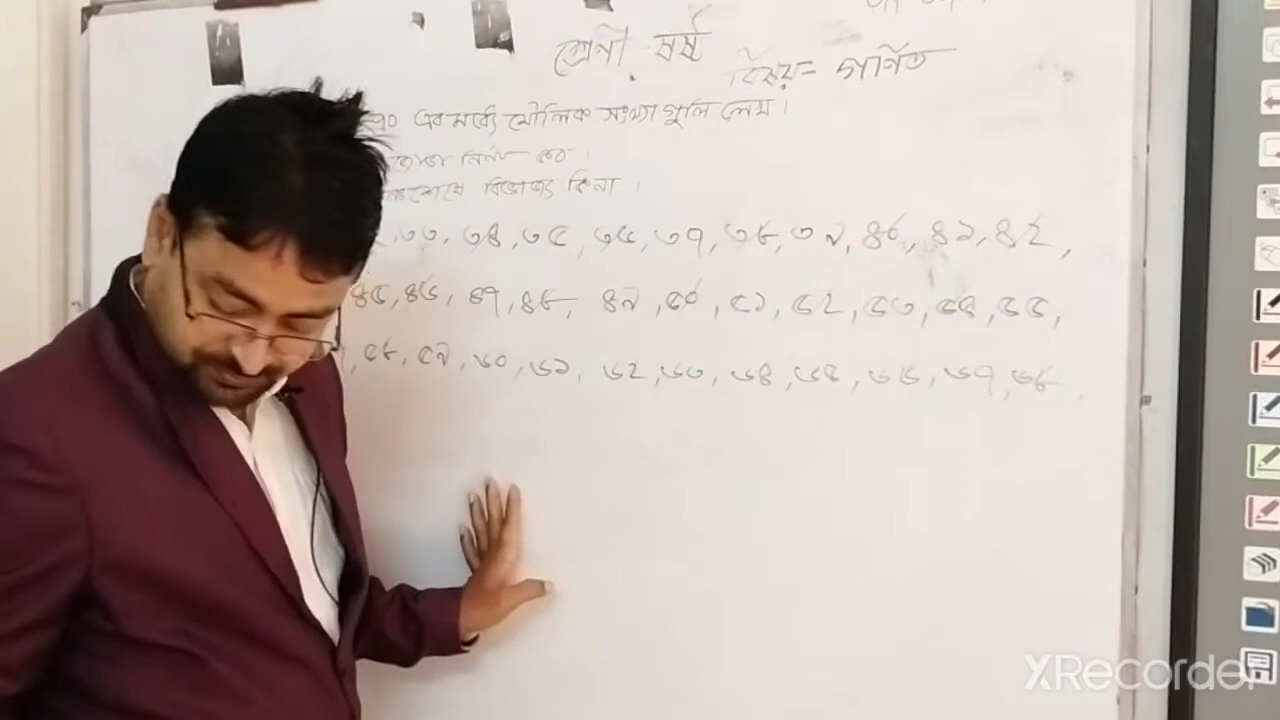 শ্রেণী ষষ্ঠ
বিষয়= গণিত
৭০ এর মধ্যে মৌলিক সংখ্যা গুলি লেখ।
নির্ণয় কর।
বিভাজ্য কিনা।
,৩৩, ৩৪,৩৫, ৩৬,৩৭, ৩৮,৩৯, ৪০, ৪১,৪২,
৪৫,৪৬, ৪৭,৪৮, ৪৯,৫০, ৫১, ৫২,৫৩,৫৪,৫৫,
, ৫৮, ৫৯,৬০,৬১, ৬২,৬৩, ৬৪,৬৫, ৬৬, ৬৭,৬৮,
XRecorder